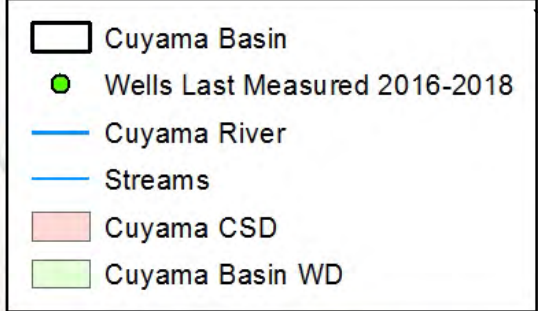 Cuyama Basin
Wells Last Measured 2016-2018
Cuyama River
Streams
Cuyama CSD
Cuyama Basin WD